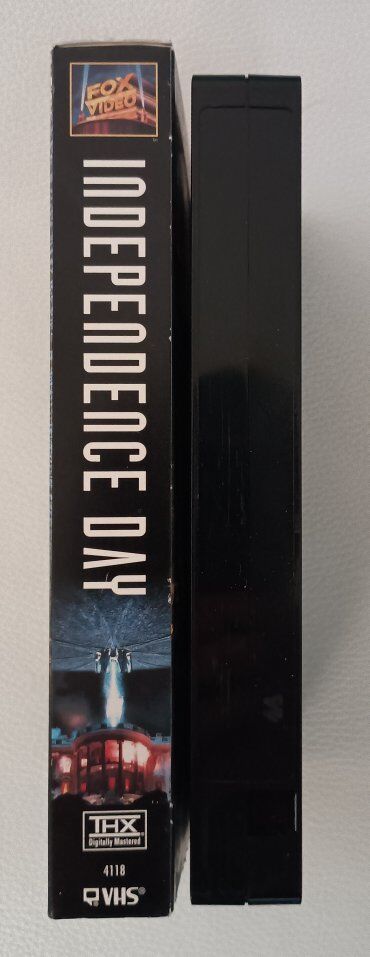 FOX
VIDEO
INDEPENDENCE DAY
THX
Digitally Mastered
4118
VHS®